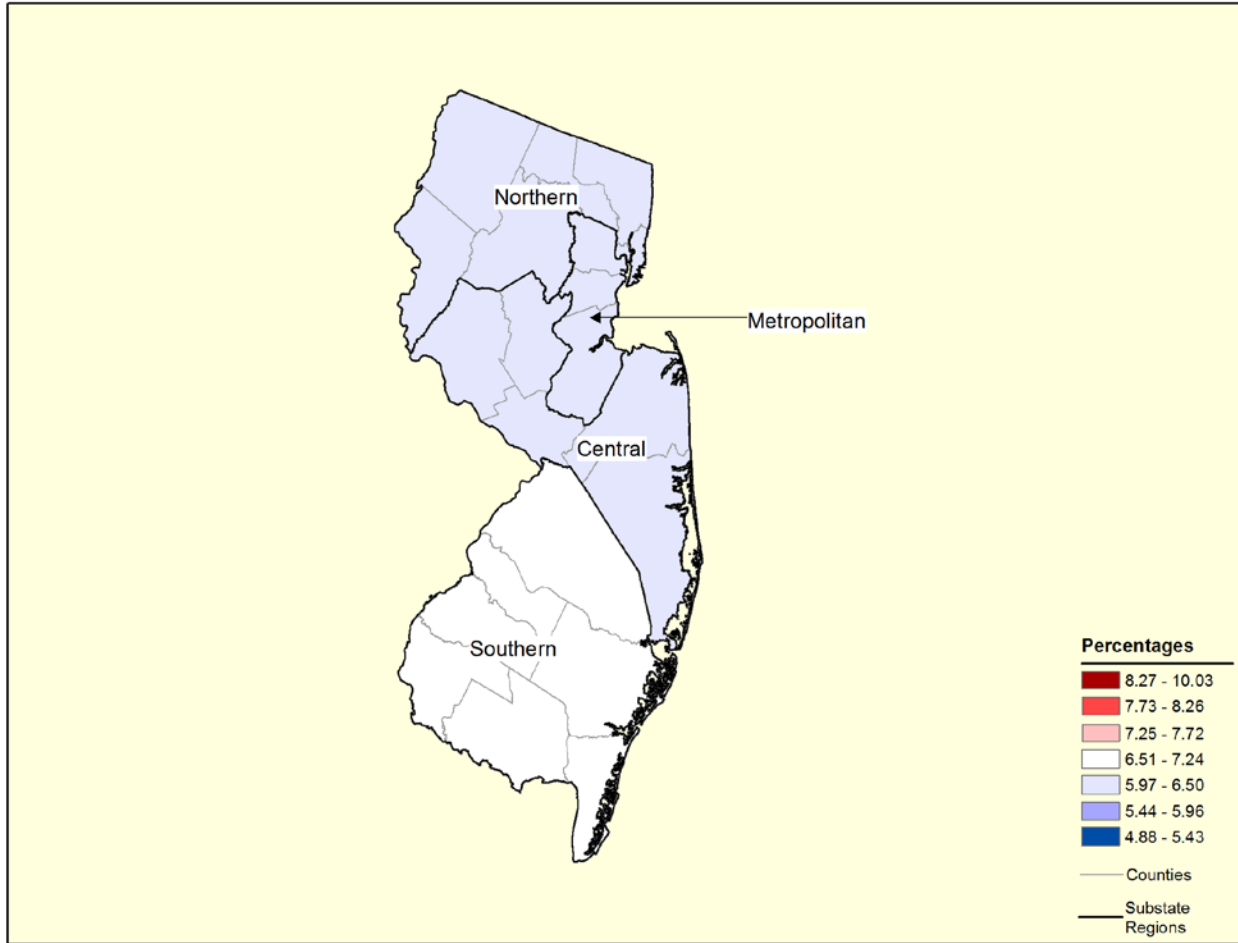 Northern
Metropolitan
Central
Southern
Percentages
8.27 - 10.03
7.73 - 8.26
7.25 - 7.72
6.51 - 7.24
5.97 - 6.50
5.44 - 5.96
4.88 - 5.43
Counties
Substate
Regions